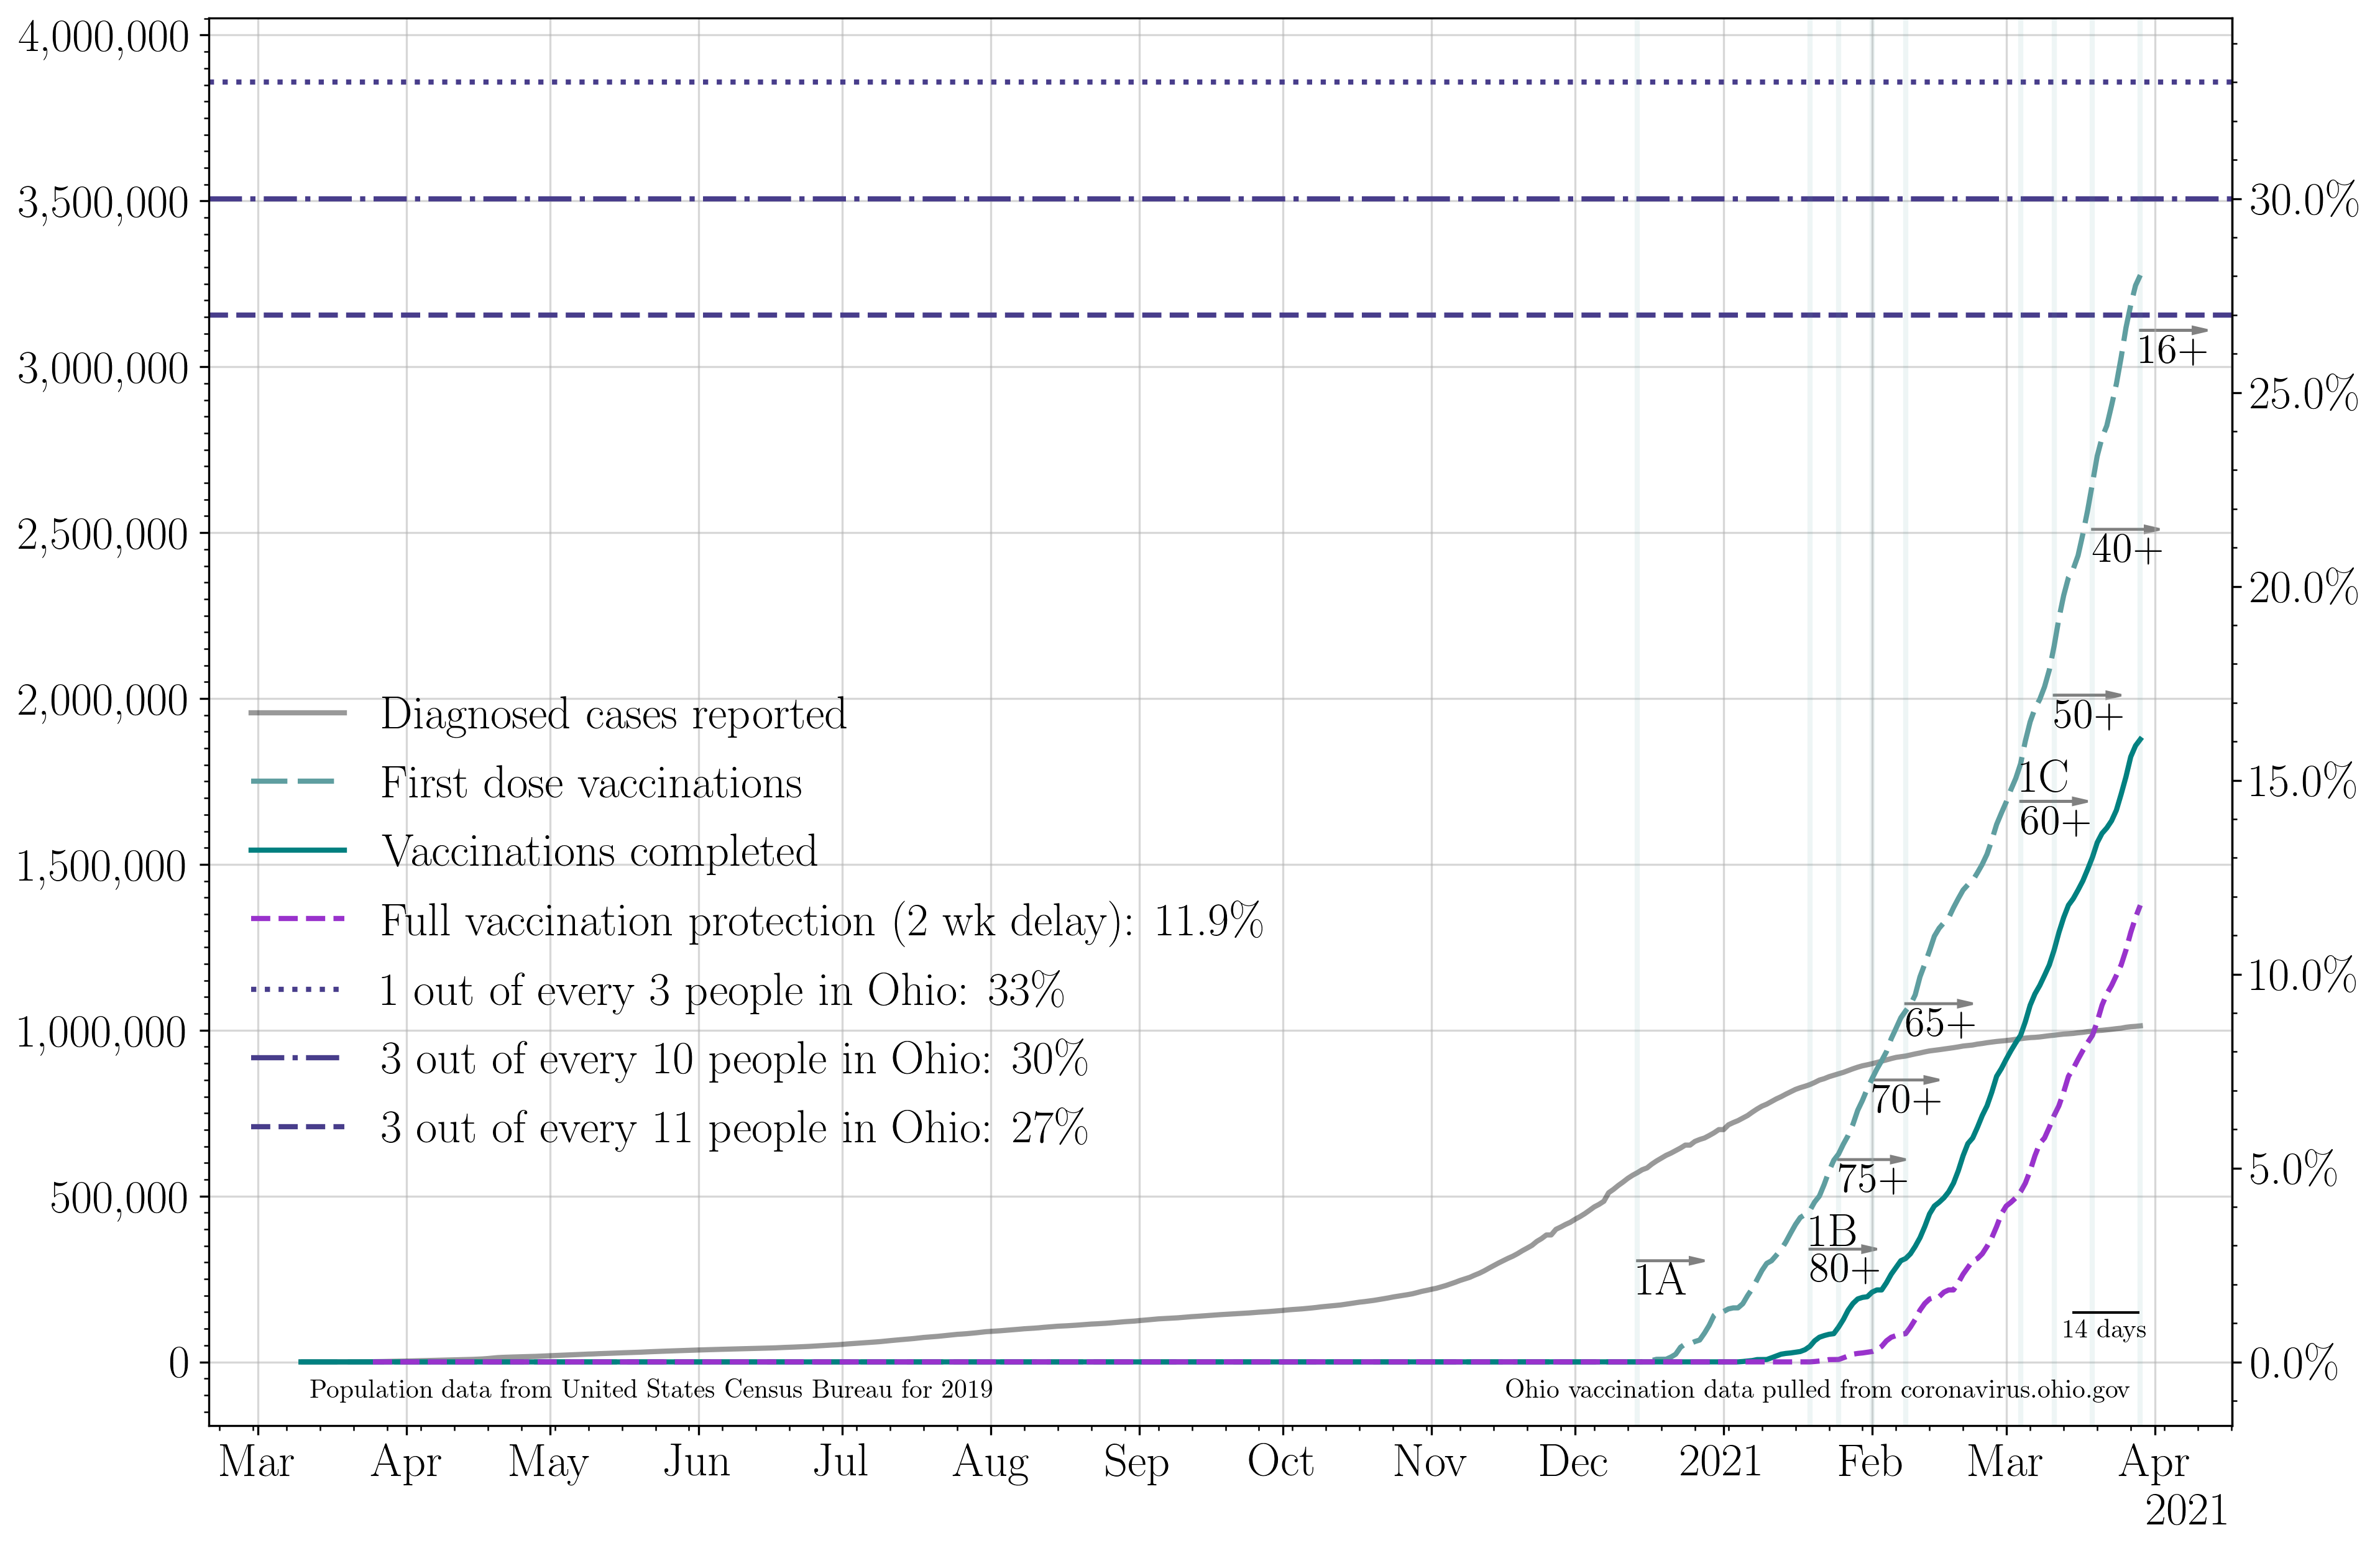 4,000,000
3,500,000
30.0%
16+
3,000,000
25.0%
2,500,000
40+
20.0%
2,000,000
Diagnosed cases reported
50+
First dose vaccinations
1C
15.0%
60+
Vaccinations completed
1,500,000
Full vaccination protection (2 wk delay): 11.9%
1 out of every 3 people in Ohio: 33%
10.0%
65+
1,000,000
3 out of every 10 people in Ohio: 30%
70+
3 out of every 11 people in Ohio: 27%
5.0%
75+
500,000
1B
80+
1A
14 days
0
0.0%
Population data from United States Census Bureau for 2019
Ohio vaccination data pulled from coronavirus.ohio.gov
Mar Apr May Jun Jul Aug Sep Oct Nov Dec 2021 Feb Mar Apr
2021